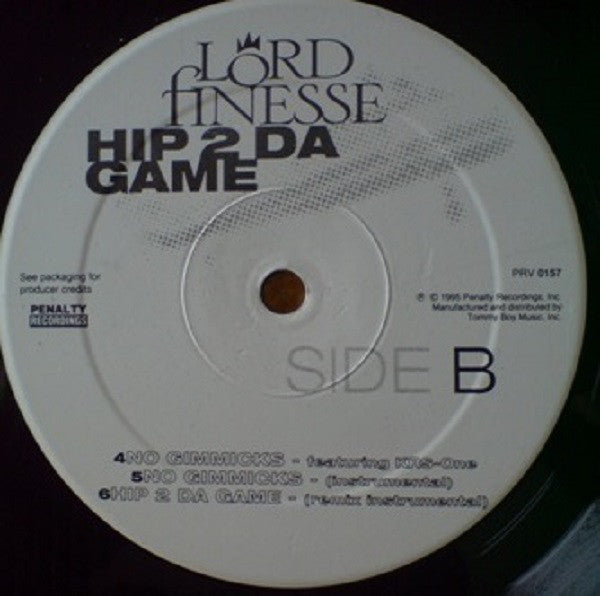 LORD
fINESSE
HIP 2 DA
GAME
See packaging for
producer credits
PENALTY
RECORDINGS
PRV 0157
℗ © 1995 Penalty Recordings, Inc.
Manufactured and distributed by
Tommy Boy Music, Inc.
SIDE B
4NO GIMMICKS - featuring KRS-One
5NO GIMMICKS - (instrumental)
6HIP 2 DA GAME - (remix instrumental)